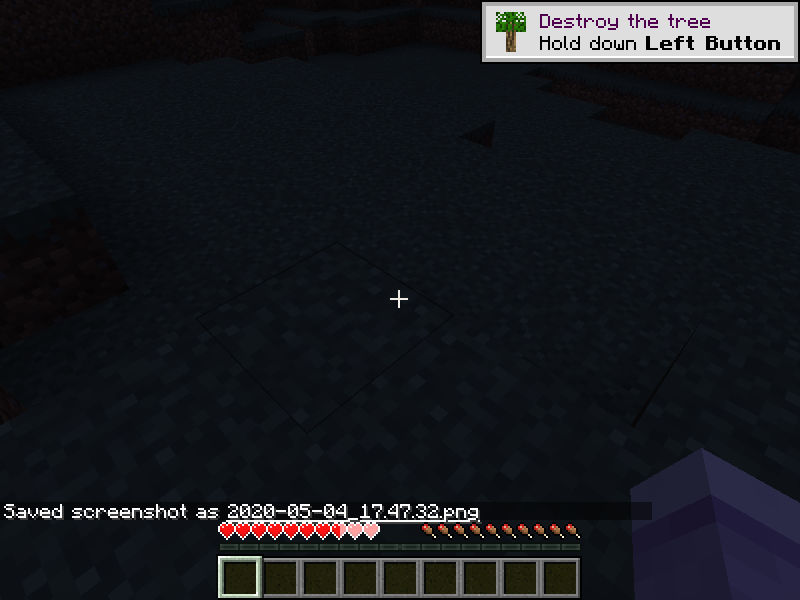 Destroy the tree
Hold down Left Button
Saved screenshot as 2020-05-04_17.47.32.png